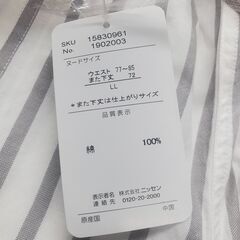 SKU 15830961
No. 1902003
ヌードサイズ
ウエスト 77~85
また下丈 72
LL
*また下丈は仕上がりサイズ
品質表示
綿 100%
表示者名 株式会社ニッセン
連絡先 0120-20-2000
原産国 中国